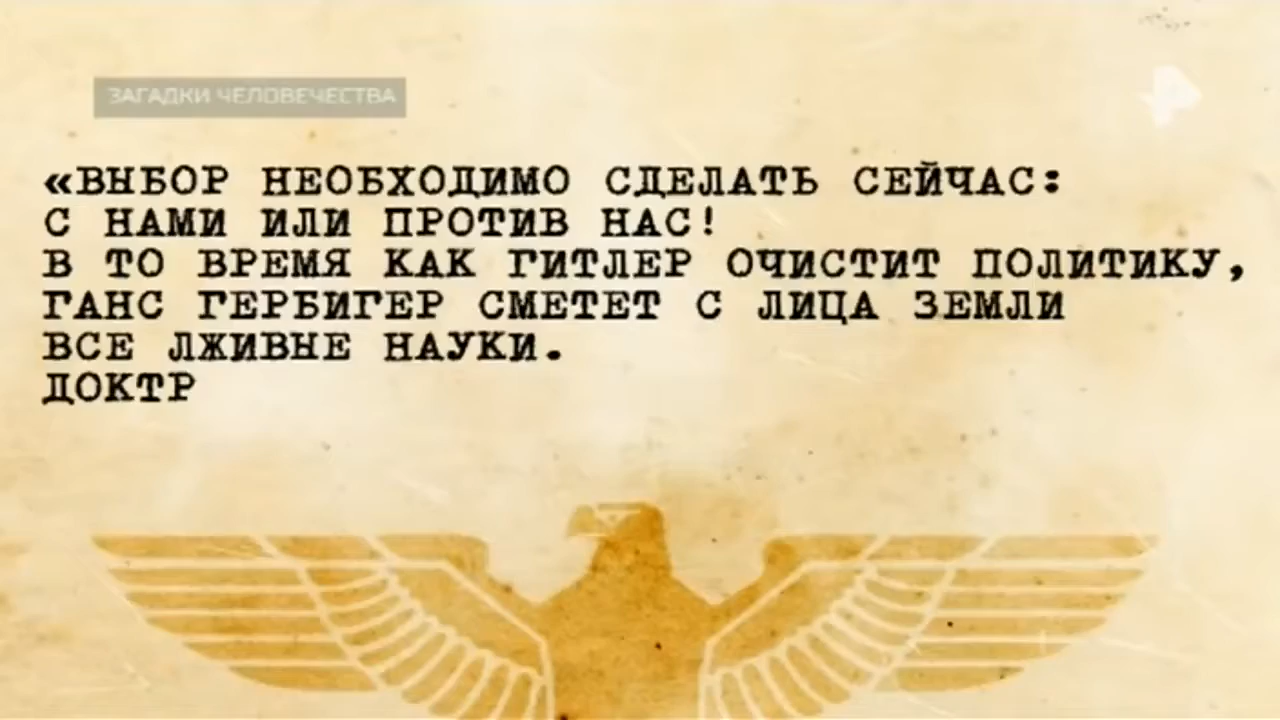 ЗАГАДКИ ЧЕЛОВЕЧЕСТВА
«ВЫБОР НЕОБХОДИМО СДЕЛАТЬ СЕЙЧАС:
С НАМИ ИЛИ ПРОТИВ НАС!
В ТО ВРЕМЯ КАК ГИТЛЕР ОЧИСТИТ ПОЛИТИКУ,
ГАНС ГЕРБИГЕР СМЕТЕТ С ЛИЦА ЗЕМЛИ
ВСЕ ЛЖИВЫЕ НАУКИ.
ДОКТР